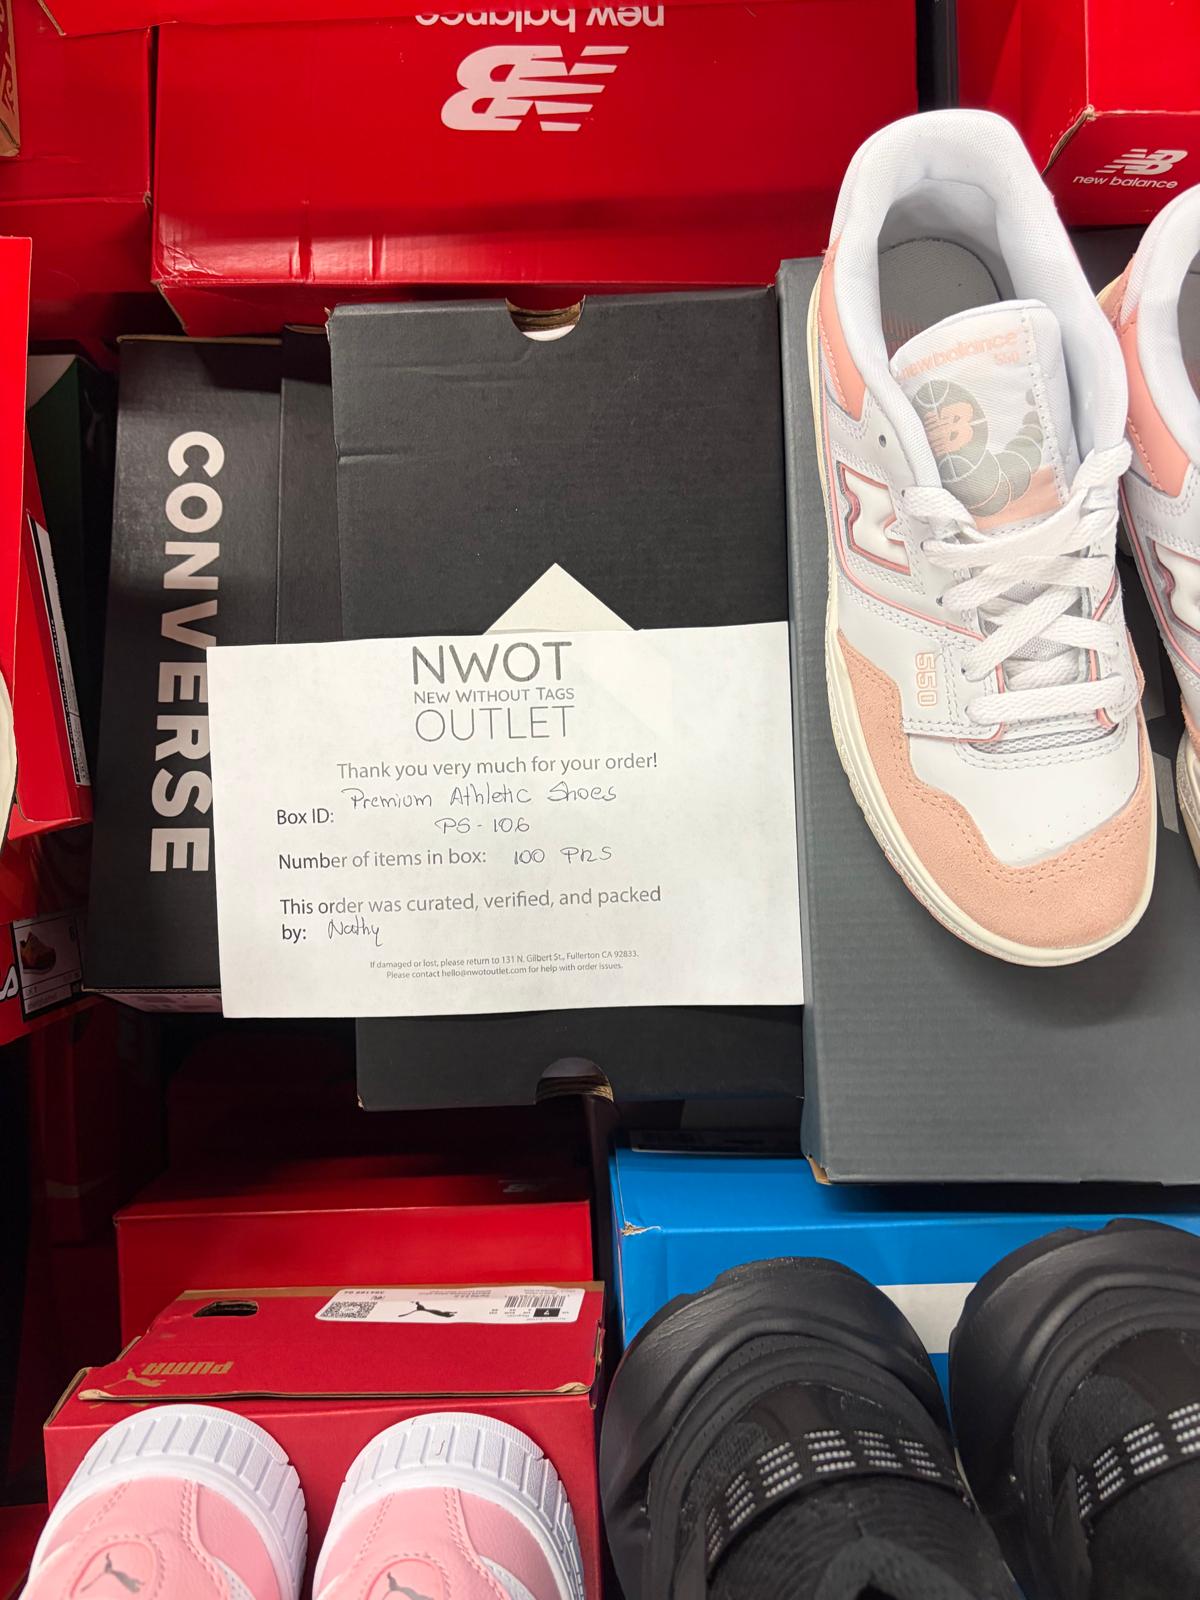 new balance
NB
NB
new balance
new balance
550
NB
550
CONVERSE
NWOT
NEW WITHOUT TAGS
OUTLET
Thank you very much for your order!
Box ID: Premium Athletic Shoes
PS-106
Number of items in box: 100 PRS
This order was curated, verified, and packed
by: Nathy
If damaged or lost, please return to 131 N. Gilbert St., Fullerton CA 92833.
Please contact hello@nwotoutlet.com for help with order issues.
PUMA